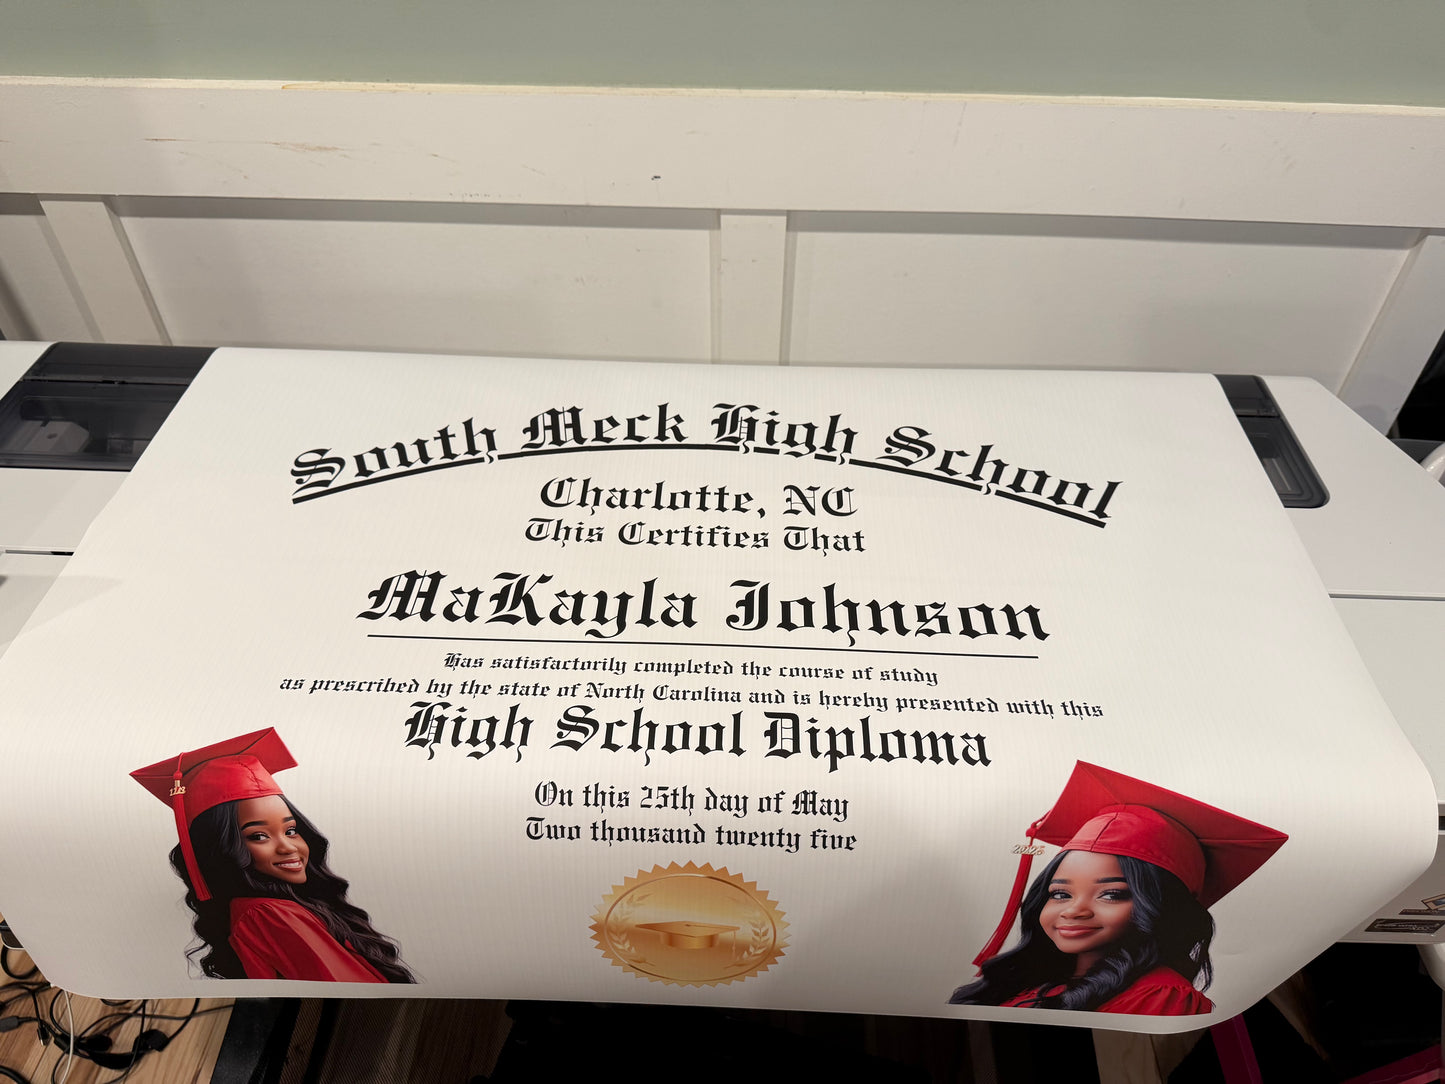 South Meck High School
Charlotte, NC
This Certifies That
MaKayla Johnson
Has satisfactorily completed the course of study
as prescribed by the state of North Carolina and is hereby presented with this
High School Diploma
On this 25th day of May
Two thousand twenty five